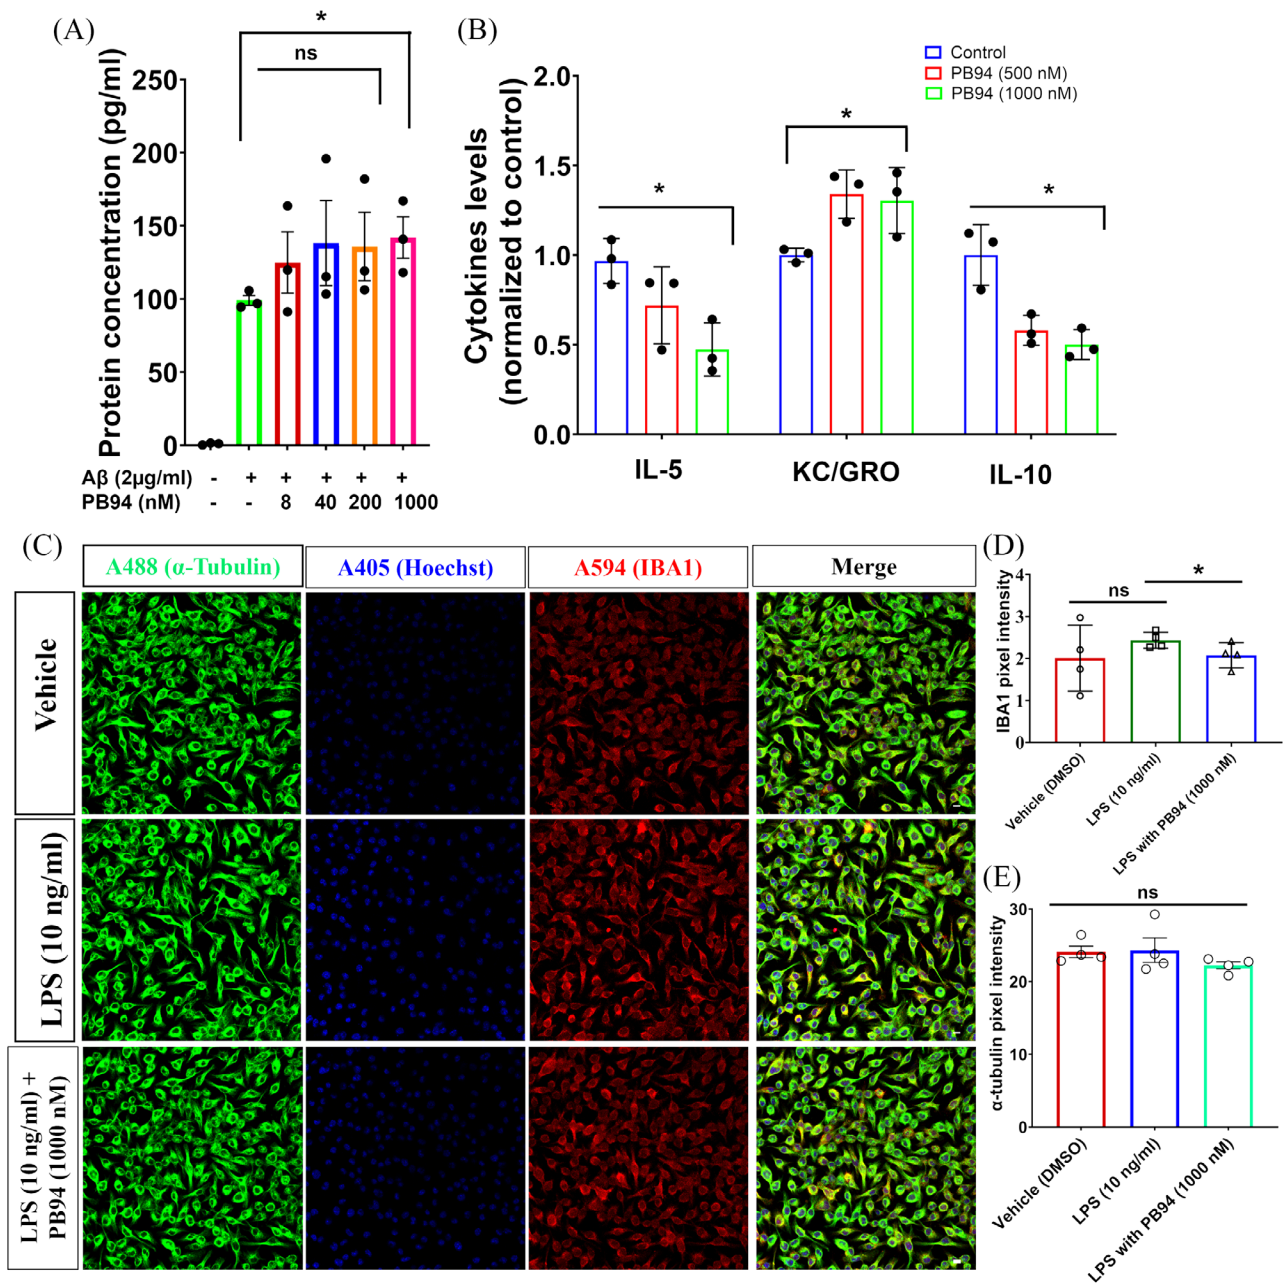 (A)
*
ns
Protein concentration (pg/ml)
250
200
150
100
50
0
Aβ (2µg/ml) - + + + + +
PB94 (nM) - - 8 40 200 1000
(B)
Control
PB94 (500 nM)
PB94 (1000 nM)
Cytokines levels
(normalized to control)
2.0
1.5
1.0
0.5
0.0
* * *
IL-5 KC/GRO IL-10
(C)
A488 (α-Tubulin) A405 (Hoechst) A594 (IBA1) Merge
Vehicle
LPS (10 ng/ml)
LPS (10 ng/ml) +
PB94 (1000 nM)
(D)
IBA1 pixel intensity
4
3
2
1
0
ns *
Vehicle (DMSO)
LPS (10 ng/ml)
LPS with PB94 (1000 nM)
(E)
α-tubulin pixel intensity
30
20
10
0
ns
Vehicle (DMSO)
LPS (10 ng/ml)
LPS with PB94 (1000 nM)